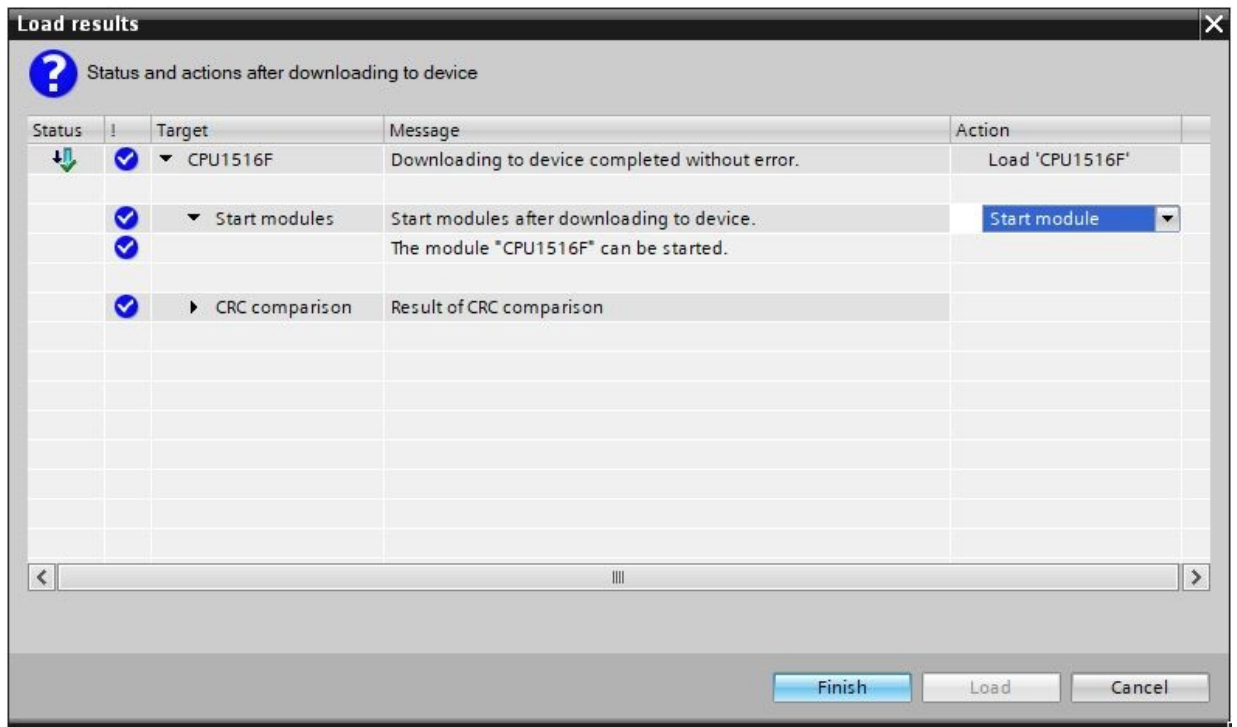 Load results
Status and actions after downloading to device
Status ! Target Message Action
CPU1516F Downloading to device completed without error. Load 'CPU1516F'
Start modules Start modules after downloading to device. Start module
The module "CPU1516F" can be started.
CRC comparison Result of CRC comparison
Finish Load Cancel